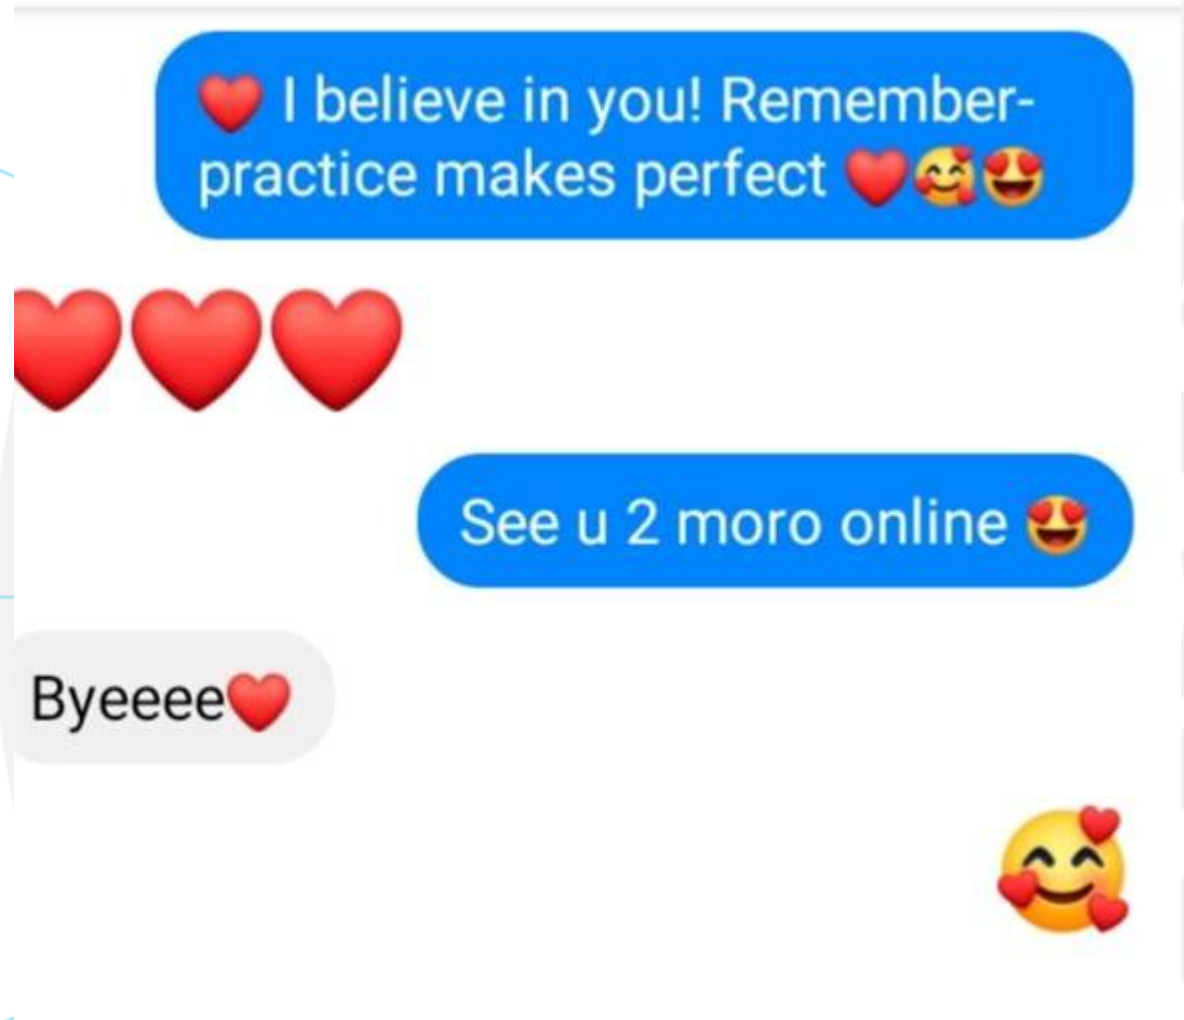 ❤️ I believe in you! Remember-
practice makes perfect ❤️🥰😍
❤️❤️❤️
See u 2 moro online 😍
Byeeee❤️
🥰